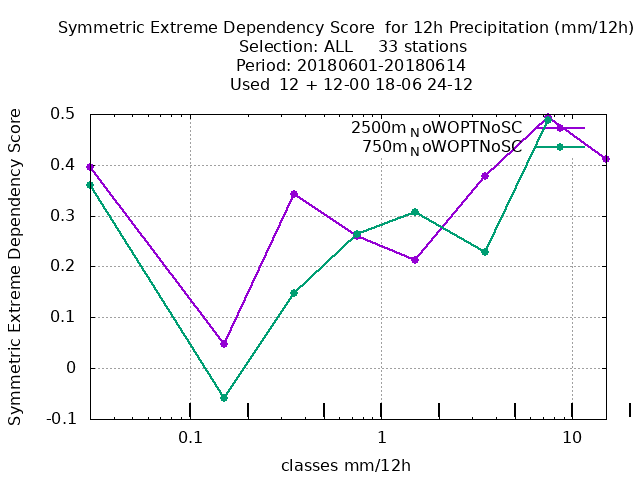 Symmetric Extreme Dependency Score  for 12h Precipitation (mm/12h)
Selection: ALL     33 stations
Period: 20180601-20180614
Used  12 + 12-00 18-06 24-12
2500m_NoWOPTNoSC
750m_NoWOPTNoSC
Symmetric Extreme Dependency Score
0.5
0.4
0.3
0.2
0.1
0
-0.1
0.1
1
10
classes mm/12h